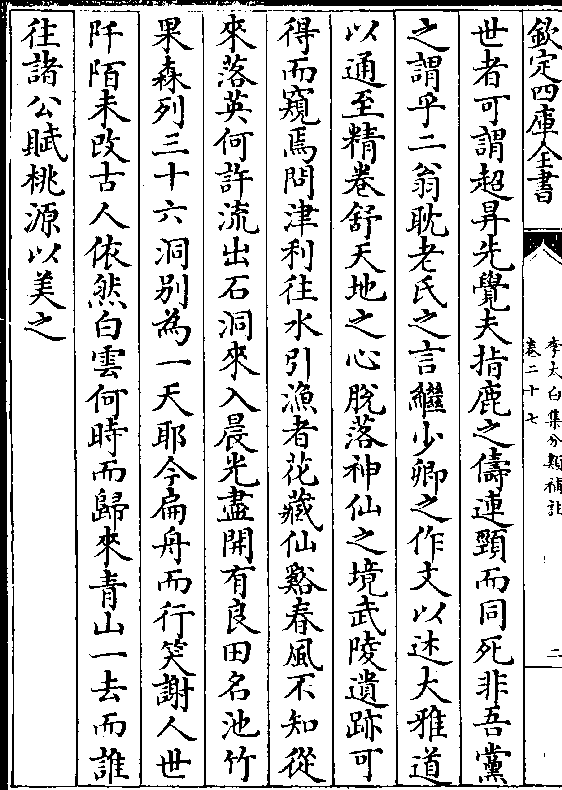 欽定四庫全書
李太白集分類補註
卷二十七
二
世者可謂超昇先覺夫指鹿之儔連頸而同死非吾黨
之謂乎二翁耽老氏之言繼少卿之作文以述大雅道
以通至精卷舒天地之心脫落神仙之境武陵遺跡可
得而窺焉問津利往水引漁者花藏仙谿春風不知從
來落英何許流出石洞來入晨光盡開有良田名池竹
果森列三十六洞別為一天耶今扁舟而行笑謝人世
阡陌未改古人依然白雲何時而歸來青山一去而誰
往諸公賦桃源以美之